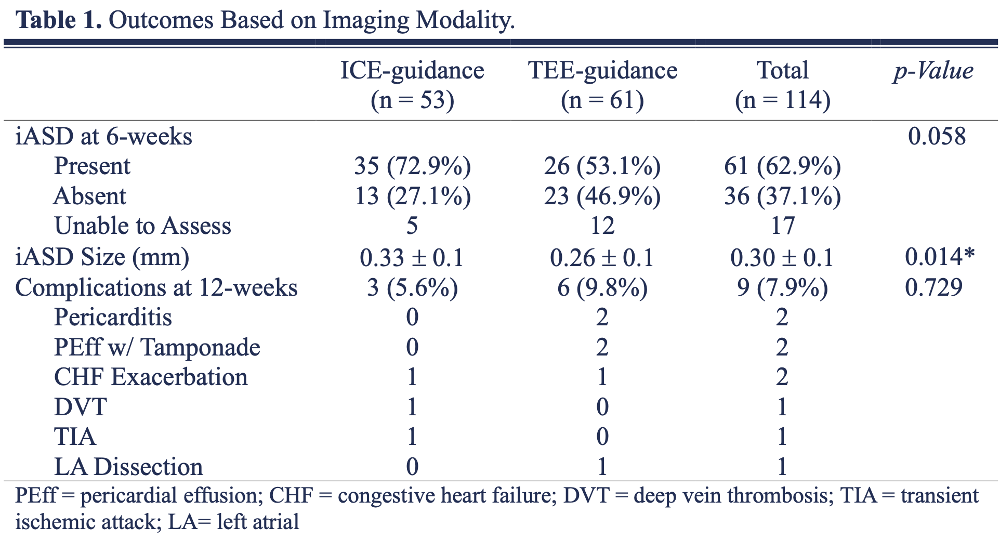 Table 1. Outcomes Based on Imaging Modality.
ICE-guidance TEE-guidance Total p-Value
(n = 53) (n = 61) (n = 114)
iASD at 6-weeks 0.058
Present 35 (72.9%) 26 (53.1%) 61 (62.9%)
Absent 13 (27.1%) 23 (46.9%) 36 (37.1%)
Unable to Assess 5 12 17
iASD Size (mm) 0.33 ± 0.1 0.26 ± 0.1 0.30 ± 0.1 0.014*
Complications at 12-weeks 3 (5.6%) 6 (9.8%) 9 (7.9%) 0.729
Pericarditis 0 2 2
PEff w/ Tamponade 0 2 2
CHF Exacerbation 1 1 2
DVT 1 0 1
TIA 1 0 1
LA Dissection 0 1 1
PEff = pericardial effusion; CHF = congestive heart failure; DVT = deep vein thrombosis; TIA = transient
ischemic attack; LA= left atrial